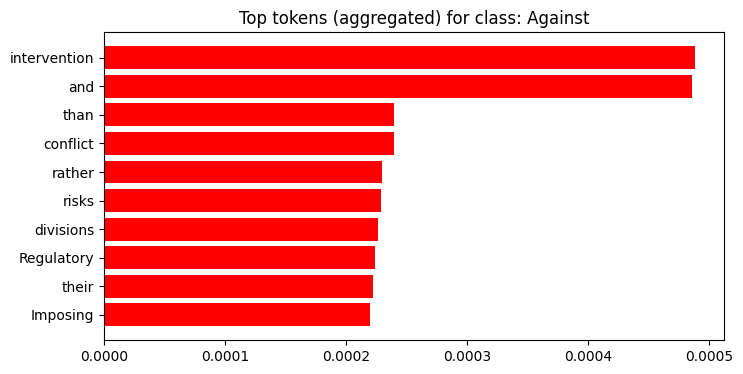 Top tokens (aggregated) for class: Against
intervention
and
than
conflict
rather
risks
divisions
Regulatory
their
Imposing
0.0000 0.0001 0.0002 0.0003 0.0004 0.0005